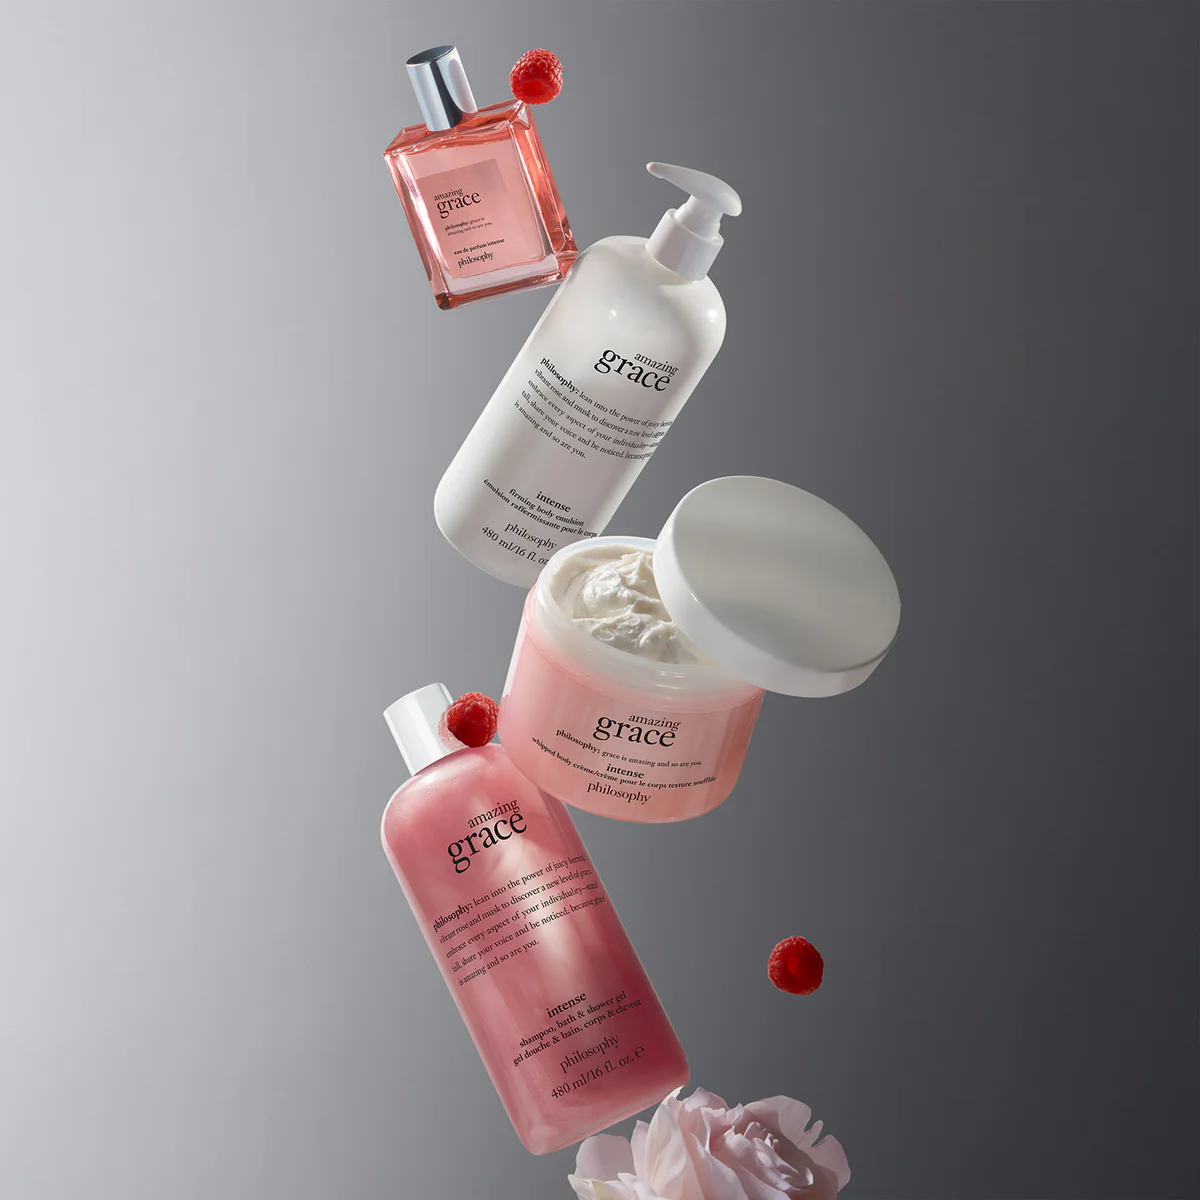 amazing
grace
philosophy: grace is
amazing and so are you.
eau de parfum intense
philosophy
amazing
grace
philosophy: lean into the power of juicy berries,
vibrant rose and musk to discover a new level of grace.
embrace every aspect of your individuality—stand
tall, share your voice and be noticed. because grace
is amazing and so are you.
intense
firming body emulsion
émulsion raffermissante pour le corps
philosophy
480 ml/16 fl. oz.
amazing
grace
philosophy: grace is amazing and so are you.
intense
whipped body crème/crème pour le corps texture soufflée
philosophy
amazing
grace
philosophy: lean into the power of juicy berries,
vibrant rose and musk to discover a new level of grace.
embrace every aspect of your individuality—stand
tall, share your voice and be noticed. because grace
is amazing and so are you.
intense
shampoo, bath & shower gel
gel douche & bain, corps & cheveux
philosophy
480 ml/16 fl. oz. ℮